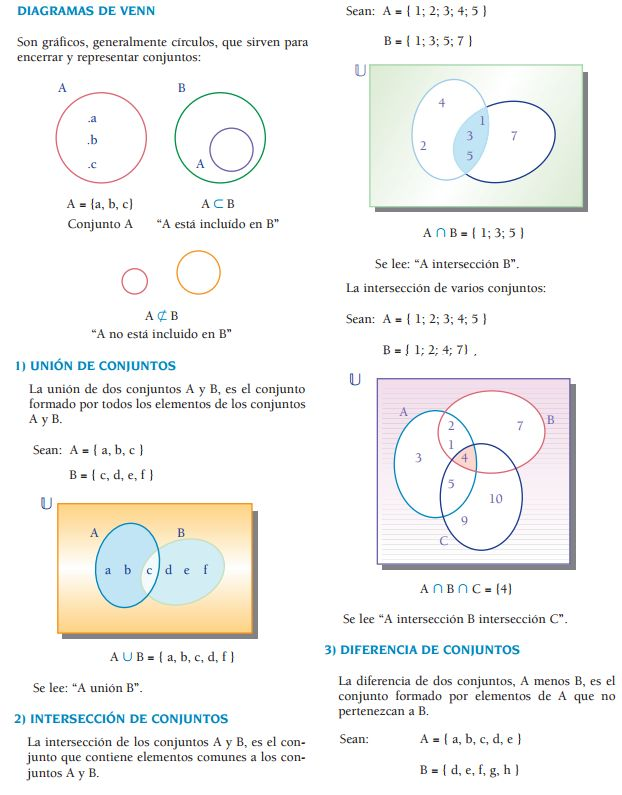 DIAGRAMAS DE VENN
Son gráficos, generalmente círculos, que sirven para
encerrar y representar conjuntos:
A
B
.a
.b
.c
A
A = {a, b, c}
A ⊂ B
Conjunto A
“A está incluído en B”
A ⊄ B
“A no está incluido en B”
1) UNIÓN DE CONJUNTOS
La unión de dos conjuntos A y B, es el conjunto
formado por todos los elementos de los conjuntos
A y B.
Sean: A = { a, b, c }
B = { c, d, e, f }
U
A
B
a b c d e f
A ∪ B = { a, b, c, d, f }
Se lee: “A unión B”.
2) INTERSECCIÓN DE CONJUNTOS
La intersección de los conjuntos A y B, es el con-
junto que contiene elementos comunes a los con-
juntos A y B.
Sean: A = { 1; 2; 3; 4; 5 }
B = { 1; 3; 5; 7 }
U
4
1
3
7
2
5
A ∩ B = { 1; 3; 5 }
Se lee: “A intersección B”.
La intersección de varios conjuntos:
Sean: A = { 1; 2; 3; 4; 5 }
B = { 1; 2; 4; 7} ,
U
A
B
2
7
1
3
4
5
10
9
C
A ∩ B ∩ C = {4}
Se lee “A intersección B intersección C”.
3) DIFERENCIA DE CONJUNTOS
La diferencia de dos conjuntos, A menos B, es el
conjunto formado por elementos de A que no
pertenezcan a B.
Sean: A = { a, b, c, d, e }
B = { d, e, f, g, h }